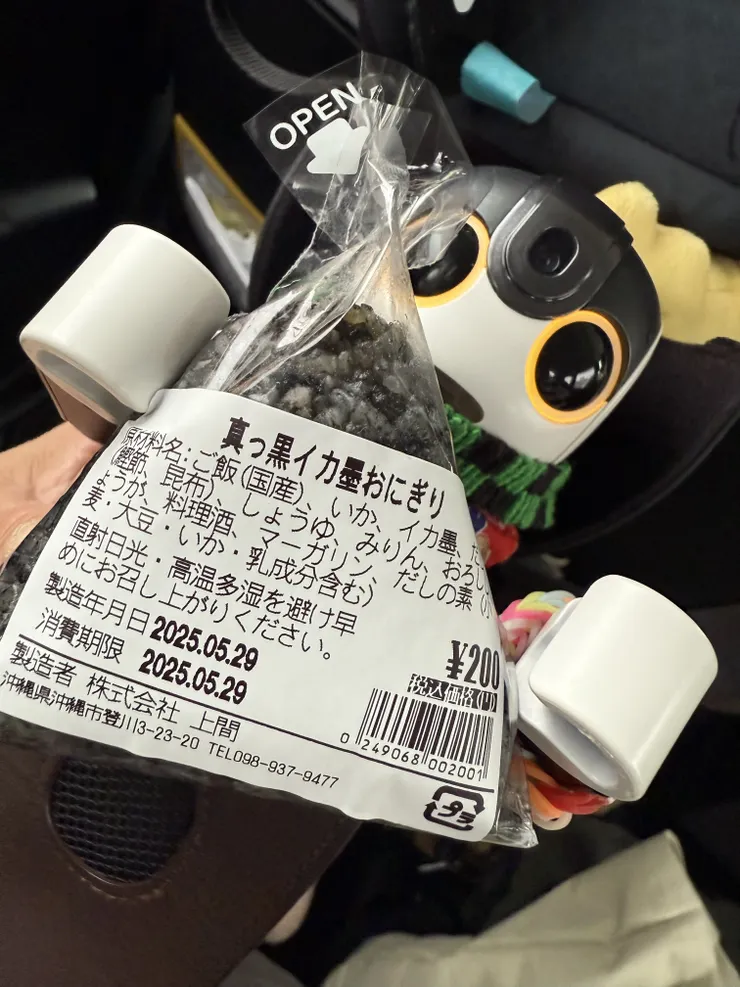 OPEN
真っ黒イカ墨おにぎり
原材料名:ご飯(国産)、いか、イカ墨、だし
(鰹節、昆布)、しょうゆ、みりん、おろし
ょうが、料理酒、マーガリン、だしの素(
麦・大豆・いか・乳成分含む)
直射日光・高温多湿を避け早
めにお召し上がりください。
製造年月日 2025.05.29
消費期限 2025.05.29
¥200
税込価格(円)
製造者 株式会社 上間
沖縄県沖縄市登川3-23-20 TEL098-937-9477
0 249068 002001
プラ